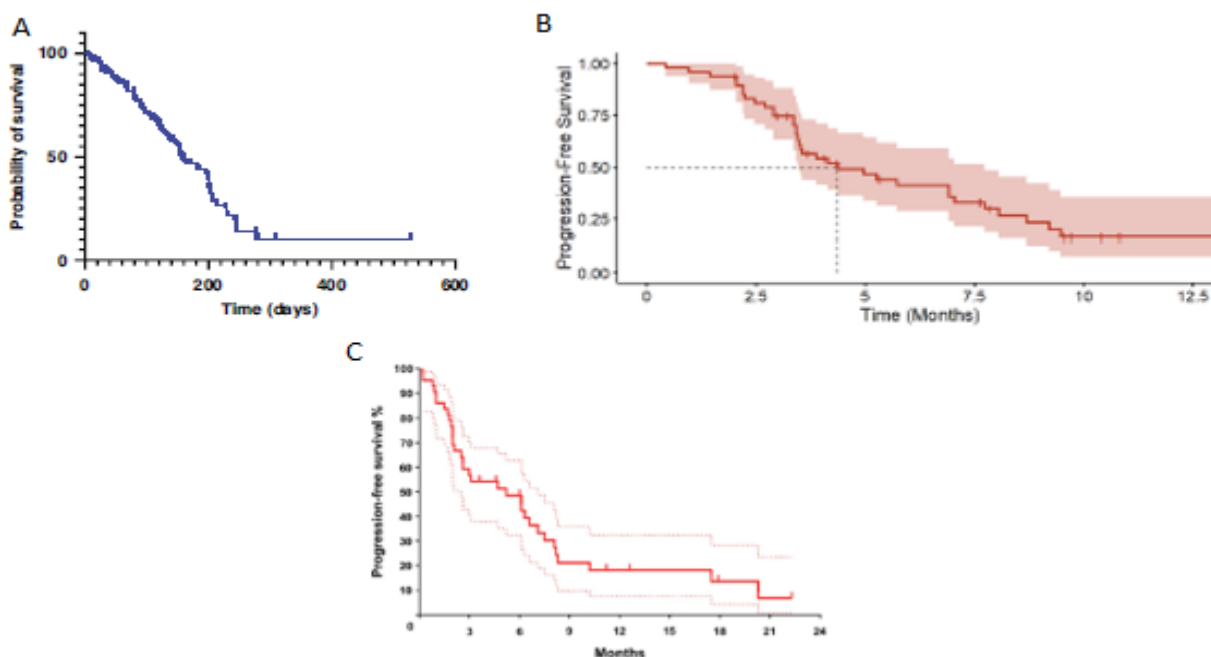 A
100
50
0
Probability of survival
0 200 400 600
Time (days)
B
1.00
0.75
0.50
0.25
0.00
Progression-Free Survival
0 2.5 5 7.5 10 12.5
Time (Months)
C
100
90
80
70
60
50
40
30
20
10
0
Progression-free survival %
3 6 9 12 15 18 21 24
Months